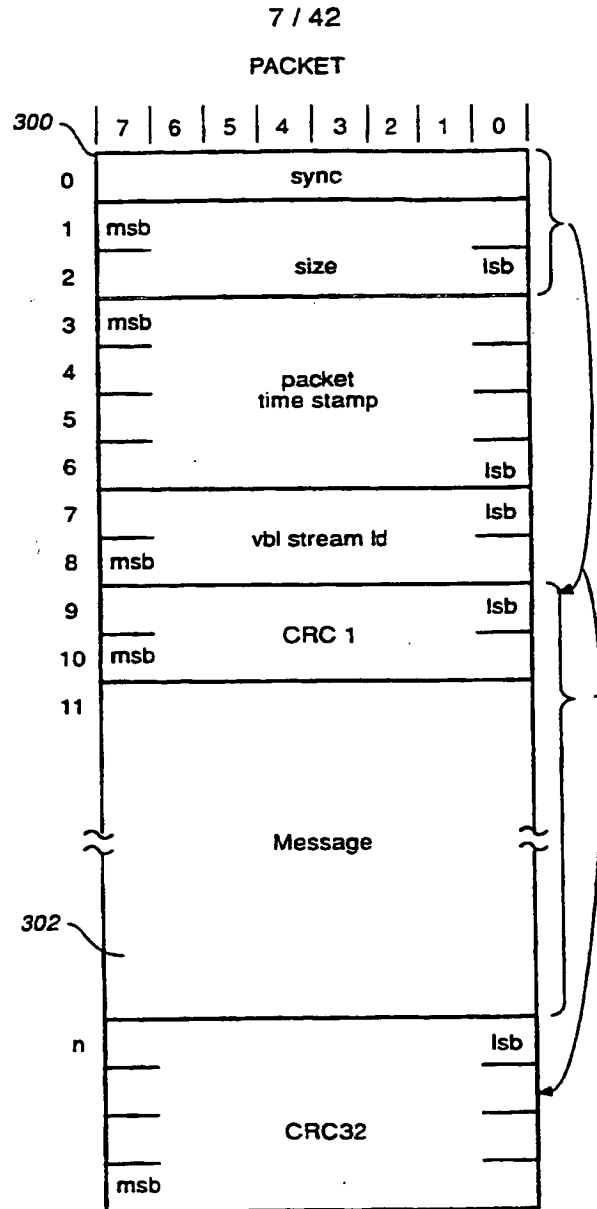 7 / 42
PACKET
300
7 6 5 4 3 2 1 0
0 sync
1 msb
2 size lsb
3 msb
4 packet
time stamp
5
6 lsb
7 lsb
vbl stream Id
8 msb
9 lsb
CRC 1
10 msb
11
Message
302
n lsb
CRC32
msb